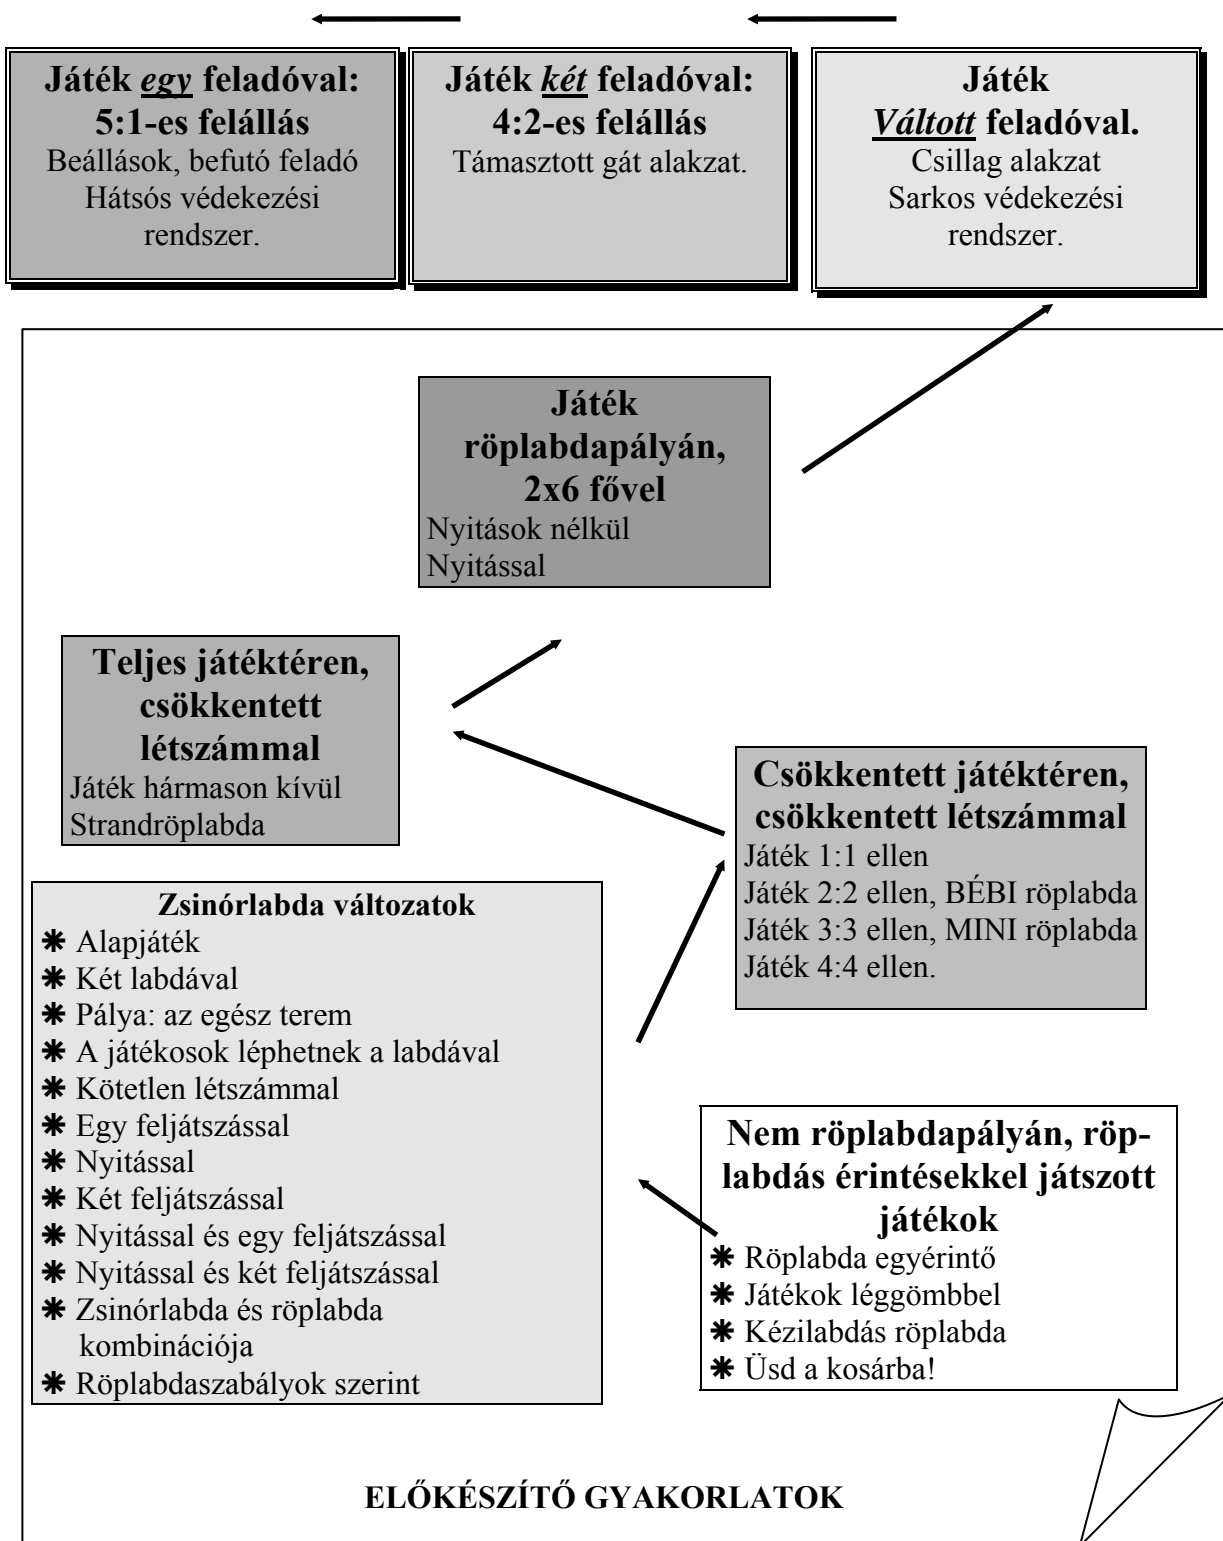 Játék egy feladóval:
5:1-es felállás
Beállások, befutó feladó
Hátsós védekezési
rendszer.
Játék két feladóval:
4:2-es felállás
Támasztott gát alakzat.
Játék
Váltott feladóval.
Csillag alakzat
Sarkos védekezési
rendszer.
Játék
röplabdapályán,
2x6 fővel
Nyitások nélkül
Nyitással
Teljes játéktéren,
csökkentett
létszámmal
Játék hármason kívül
Strandröplabda
Csökkentett játéktéren,
csökkentett létszámmal
Játék 1:1 ellen
Játék 2:2 ellen, BÉBI röplabda
Játék 3:3 ellen, MINI röplabda
Játék 4:4 ellen.
Zsinórlabda változatok
✱ Alapjáték
✱ Két labdával
✱ Pálya: az egész terem
✱ A játékosok léphetnek a labdával
✱ Kötetlen létszámmal
✱ Egy feljátszással
✱ Nyitással
✱ Két feljátszással
✱ Nyitással és egy feljátszással
✱ Nyitással és két feljátszással
✱ Zsinórlabda és röplabda
kombinációja
✱ Röplabdaszabályok szerint
Nem röplabdapályán, röp-
labdás érintésekkel játszott
játékok
✱ Röplabda egyérintő
✱ Játékok léggömbbel
✱ Kézilabdás röplabda
✱ Üsd a kosárba!
ELŐKÉSZÍTŐ GYAKORLATOK